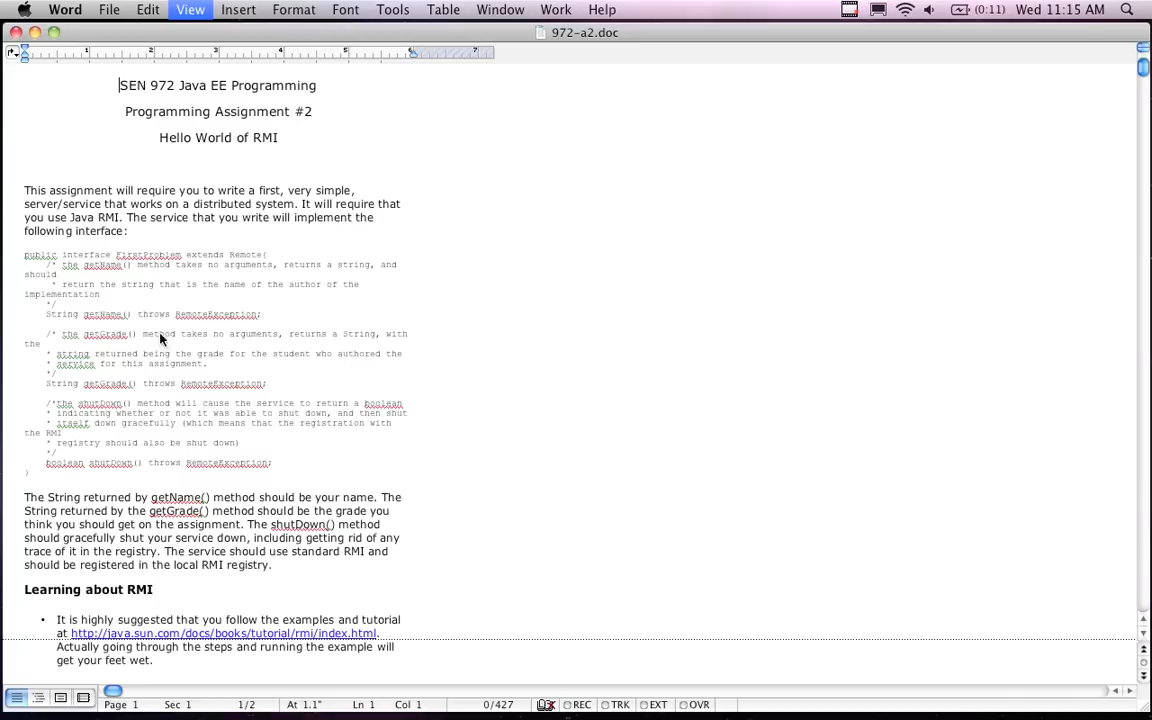 Word File Edit View Insert Format Font Tools Table Window Work Help (0:11) Wed 11:15 AM
972-a2.doc
1 2 3 4 5 6 7
SEN 972 Java EE Programming
Programming Assignment #2
Hello World of RMI
This assignment will require you to write a first, very simple,
server/service that works on a distributed system. It will require that
you use Java RMI. The service that you write will implement the
following interface:
public interface FirstProblem extends Remote{
/* the getName() method takes no arguments, returns a string, and
should
* return the string that is the name of the author of the
implementation
*/
String getName() throws RemoteException;
/* the getGrade() method takes no arguments, returns a String, with
the
* string returned being the grade for the student who authored the
* service for this assignment.
*/
String getGrade() throws RemoteException;
/*the shutDown() method will cause the service to return a boolean
* indicating whether or not it was able to shut down, and then shut
* itself down gracefully (which means that the registration with
the RMI
* registry should also be shut down)
*/
boolean shutDown() throws RemoteException;
}
The String returned by getName() method should be your name. The
String returned by the getGrade() method should be the grade you
think you should get on the assignment. The shutDown() method
should gracefully shut your service down, including getting rid of any
trace of it in the registry. The service should use standard RMI and
should be registered in the local RMI registry.
Learning about RMI
• It is highly suggested that you follow the examples and tutorial
at http://java.sun.com/docs/books/tutorial/rmi/index.html.
Actually going through the steps and running the example will
get your feet wet.
Page 1 Sec 1 1/2 At 1.1" Ln 1 Col 1 0/427 REC TRK EXT OVR